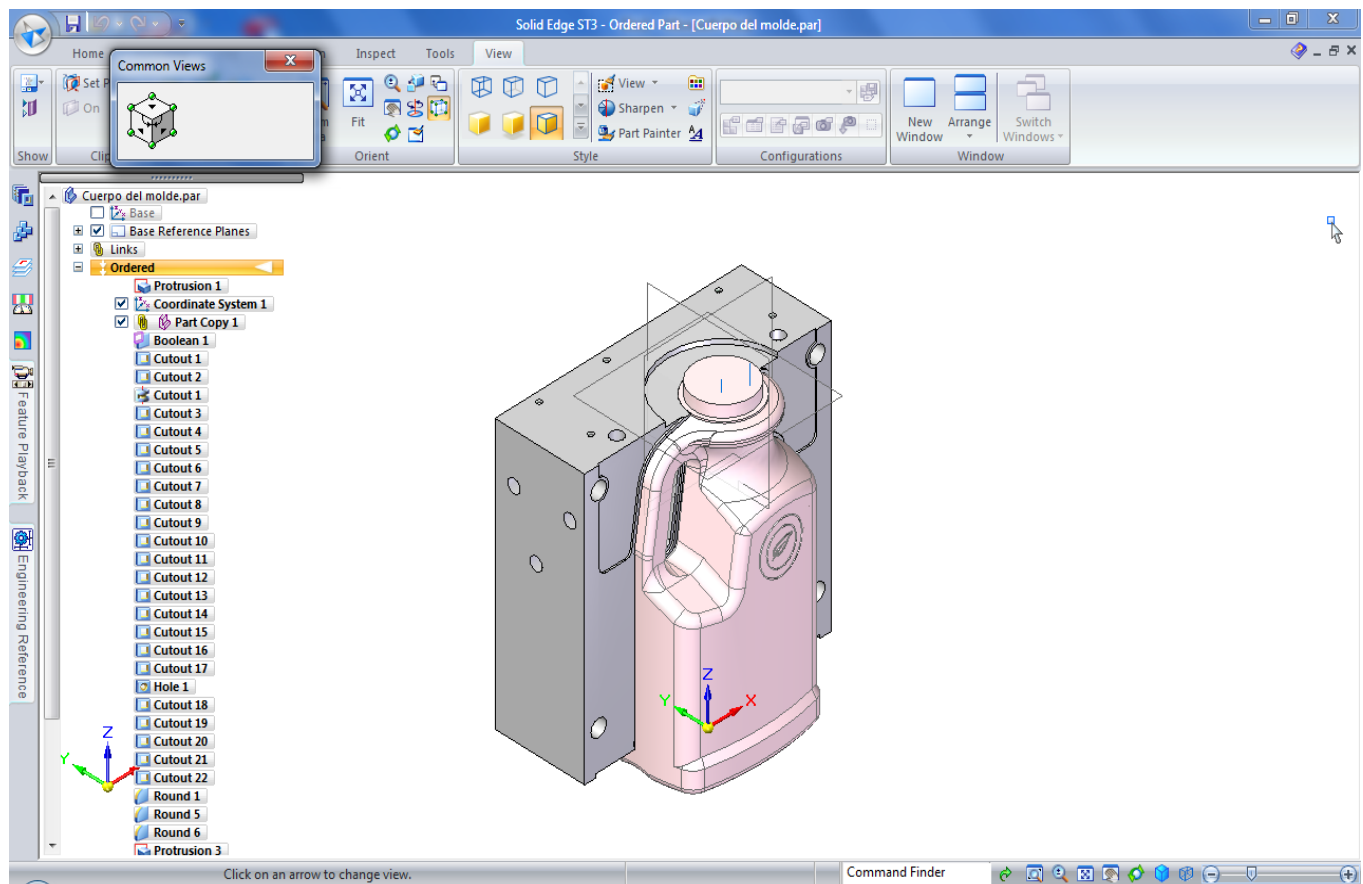 Solid Edge ST3 - Ordered Part - [Cuerpo del molde.par]
Home
Inspect
Tools
View
Common Views
Set P
On
Show
Clip
Fit
Orient
View
Sharpen
Part Painter
Style
Configurations
New Window
Arrange
Switch Windows
Window
Cuerpo del molde.par
Base
Base Reference Planes
Links
Ordered
Protrusion 1
Coordinate System 1
Part Copy 1
Boolean 1
Cutout 1
Cutout 2
Cutout 1
Cutout 3
Cutout 4
Cutout 5
Cutout 6
Cutout 7
Cutout 8
Cutout 9
Cutout 10
Cutout 11
Cutout 12
Cutout 13
Cutout 14
Cutout 15
Cutout 16
Cutout 17
Hole 1
Cutout 18
Cutout 19
Cutout 20
Cutout 21
Cutout 22
Round 1
Round 5
Round 6
Protrusion 3
Feature Playback
Engineering Reference
Z
Y
X
Z
Y
Click on an arrow to change view.
Command Finder